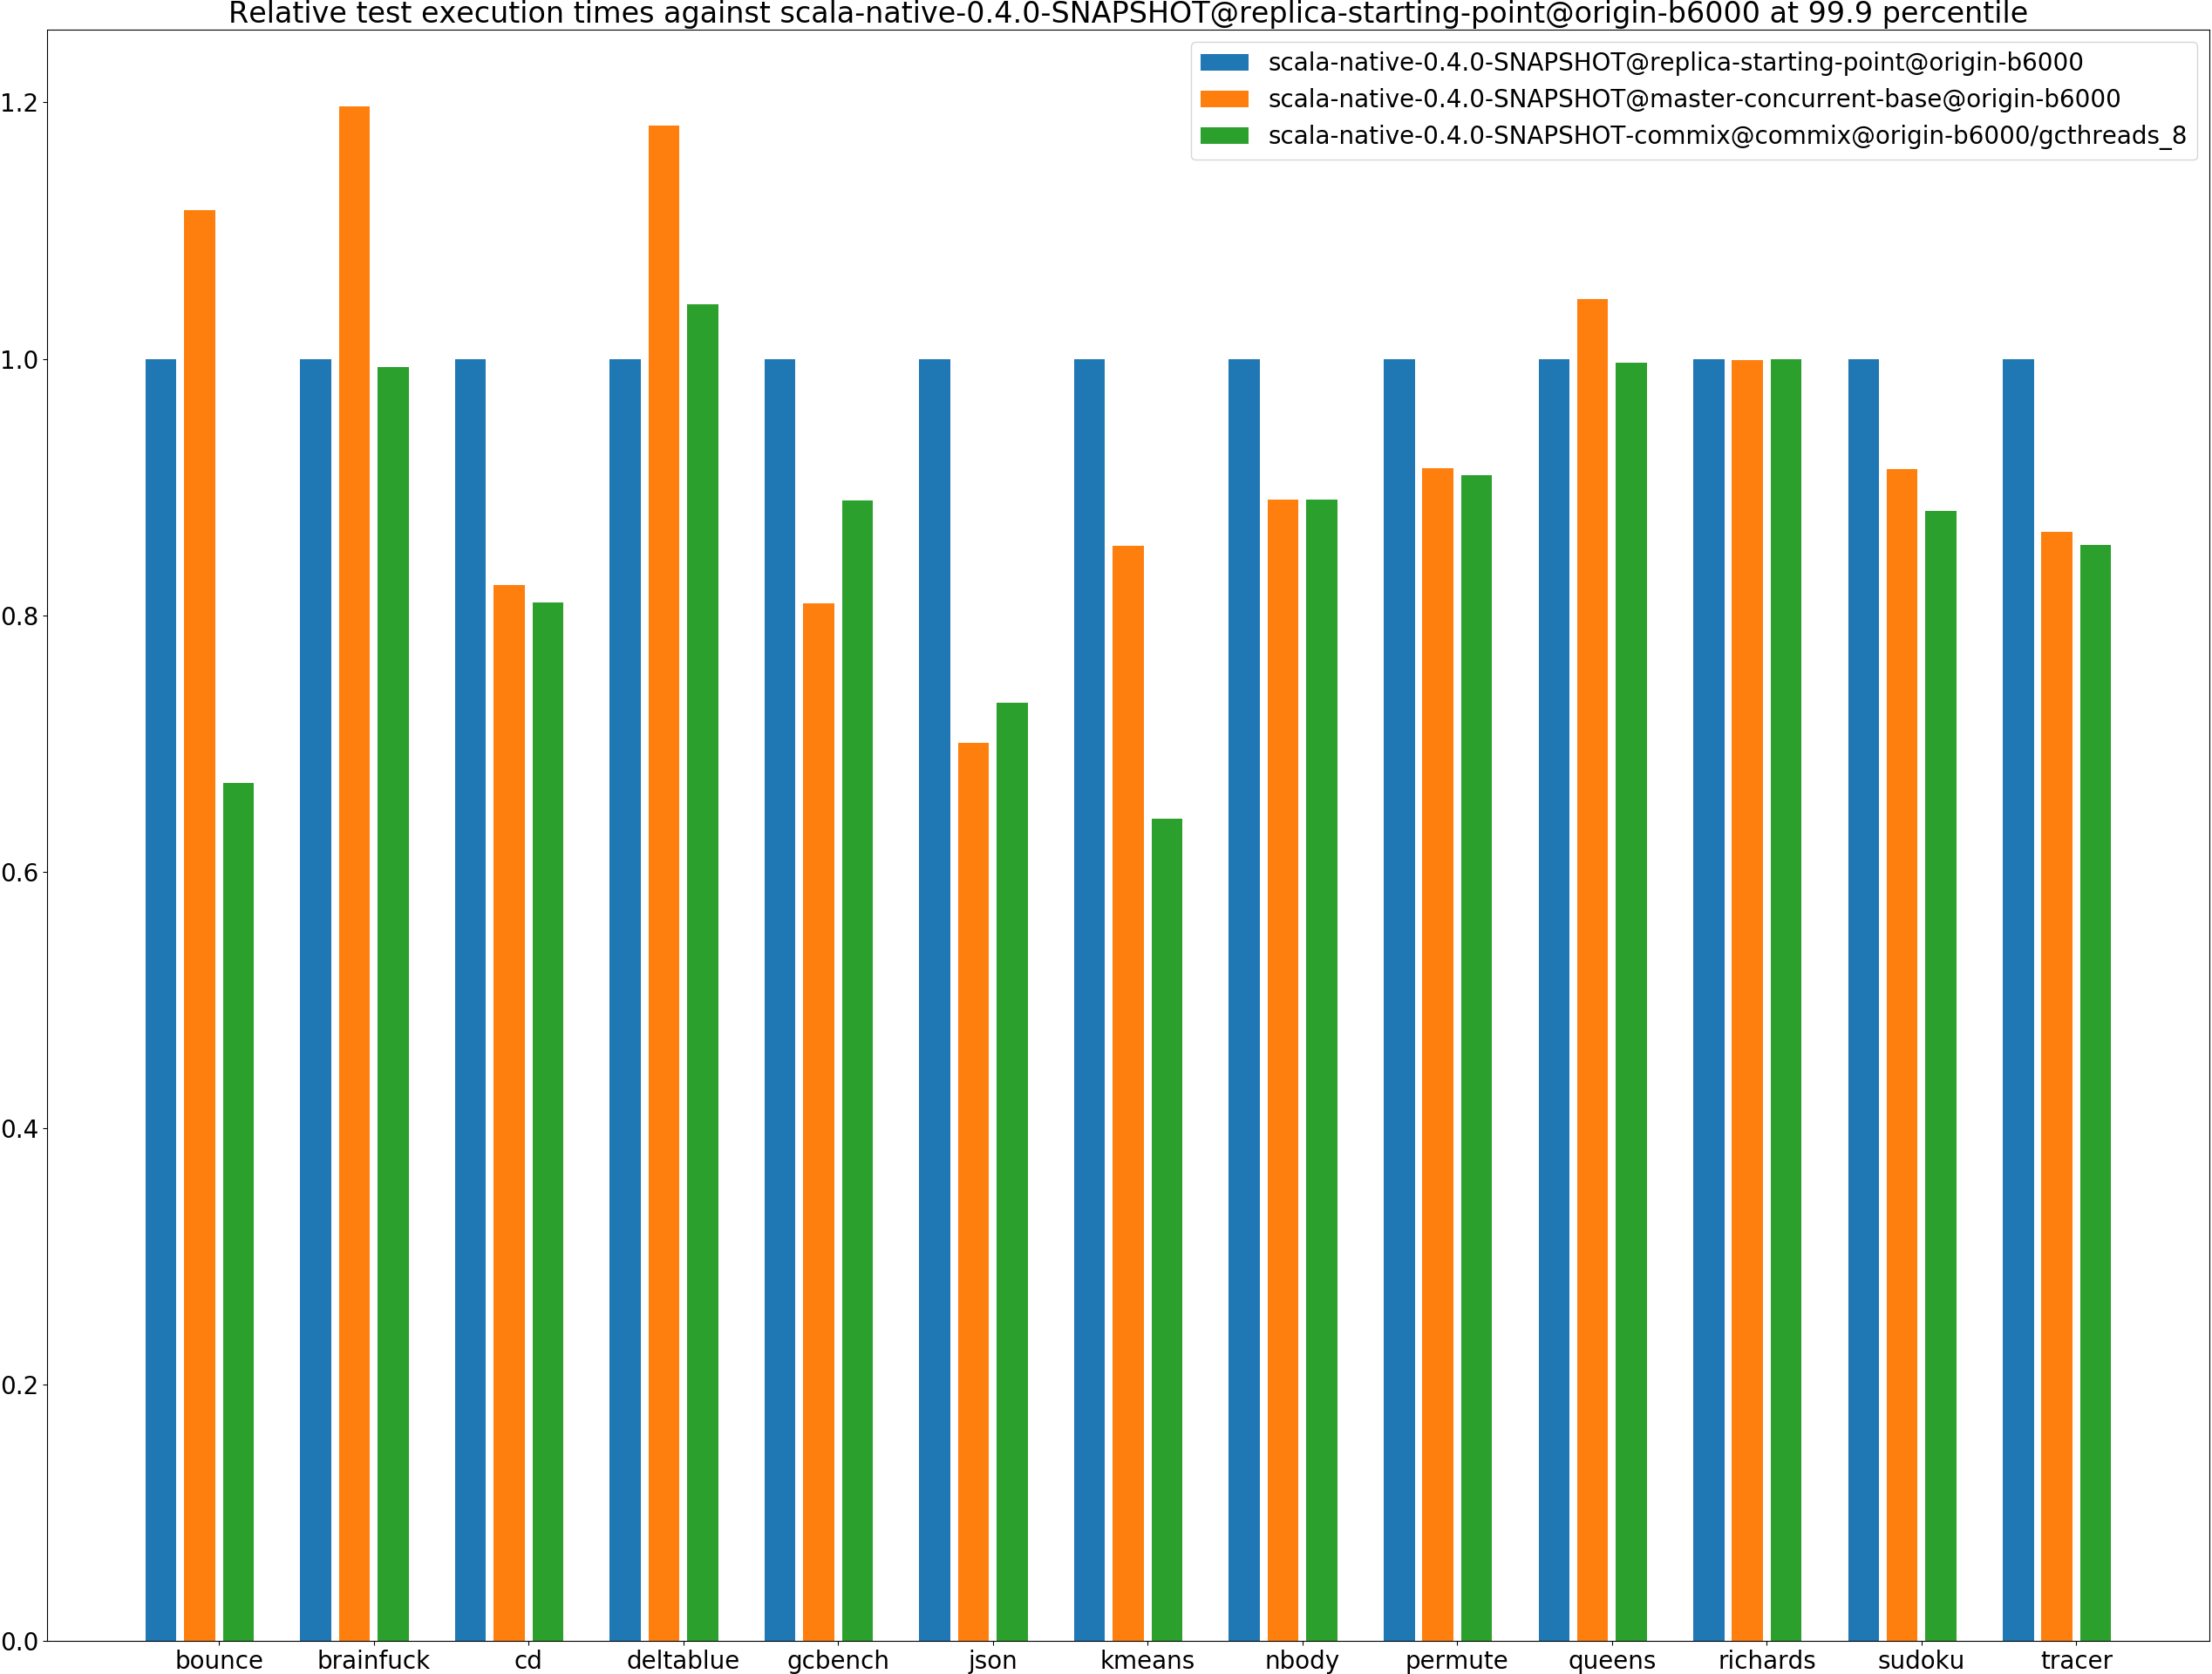 Relative test execution times against scala-native-0.4.0-SNAPSHOT@replica-starting-point@origin-b6000 at 99.9 percentile
scala-native-0.4.0-SNAPSHOT@replica-starting-point@origin-b6000
scala-native-0.4.0-SNAPSHOT@master-concurrent-base@origin-b6000
scala-native-0.4.0-SNAPSHOT-commix@commix@origin-b6000/gcthreads_8
1.2
1.0
0.8
0.6
0.4
0.2
0.0
bounce brainfuck cd deltablue gcbench json kmeans nbody permute queens richards sudoku tracer